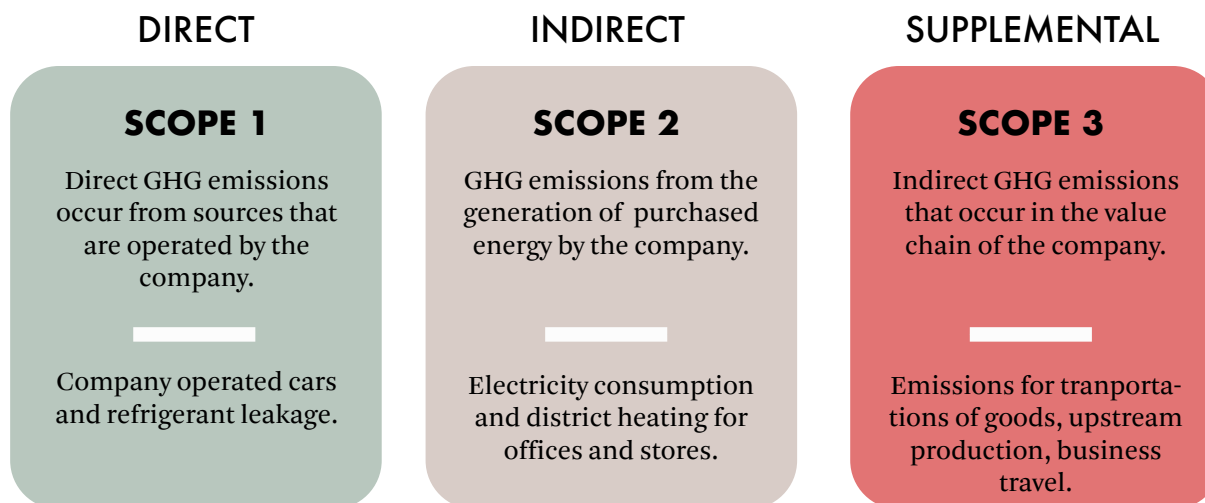 DIRECT
SCOPE 1
Direct GHG emissions
occur from sources that
are operated by the
company.
Company operated cars
and refrigerant leakage.
INDIRECT
SCOPE 2
GHG emissions from the
generation of purchased
energy by the company.
Electricity consumption
and district heating for
offices and stores.
SUPPLEMENTAL
SCOPE 3
Indirect GHG emissions
that occur in the value
chain of the company.
Emissions for tranporta-
tions of goods, upstream
production, business
travel.